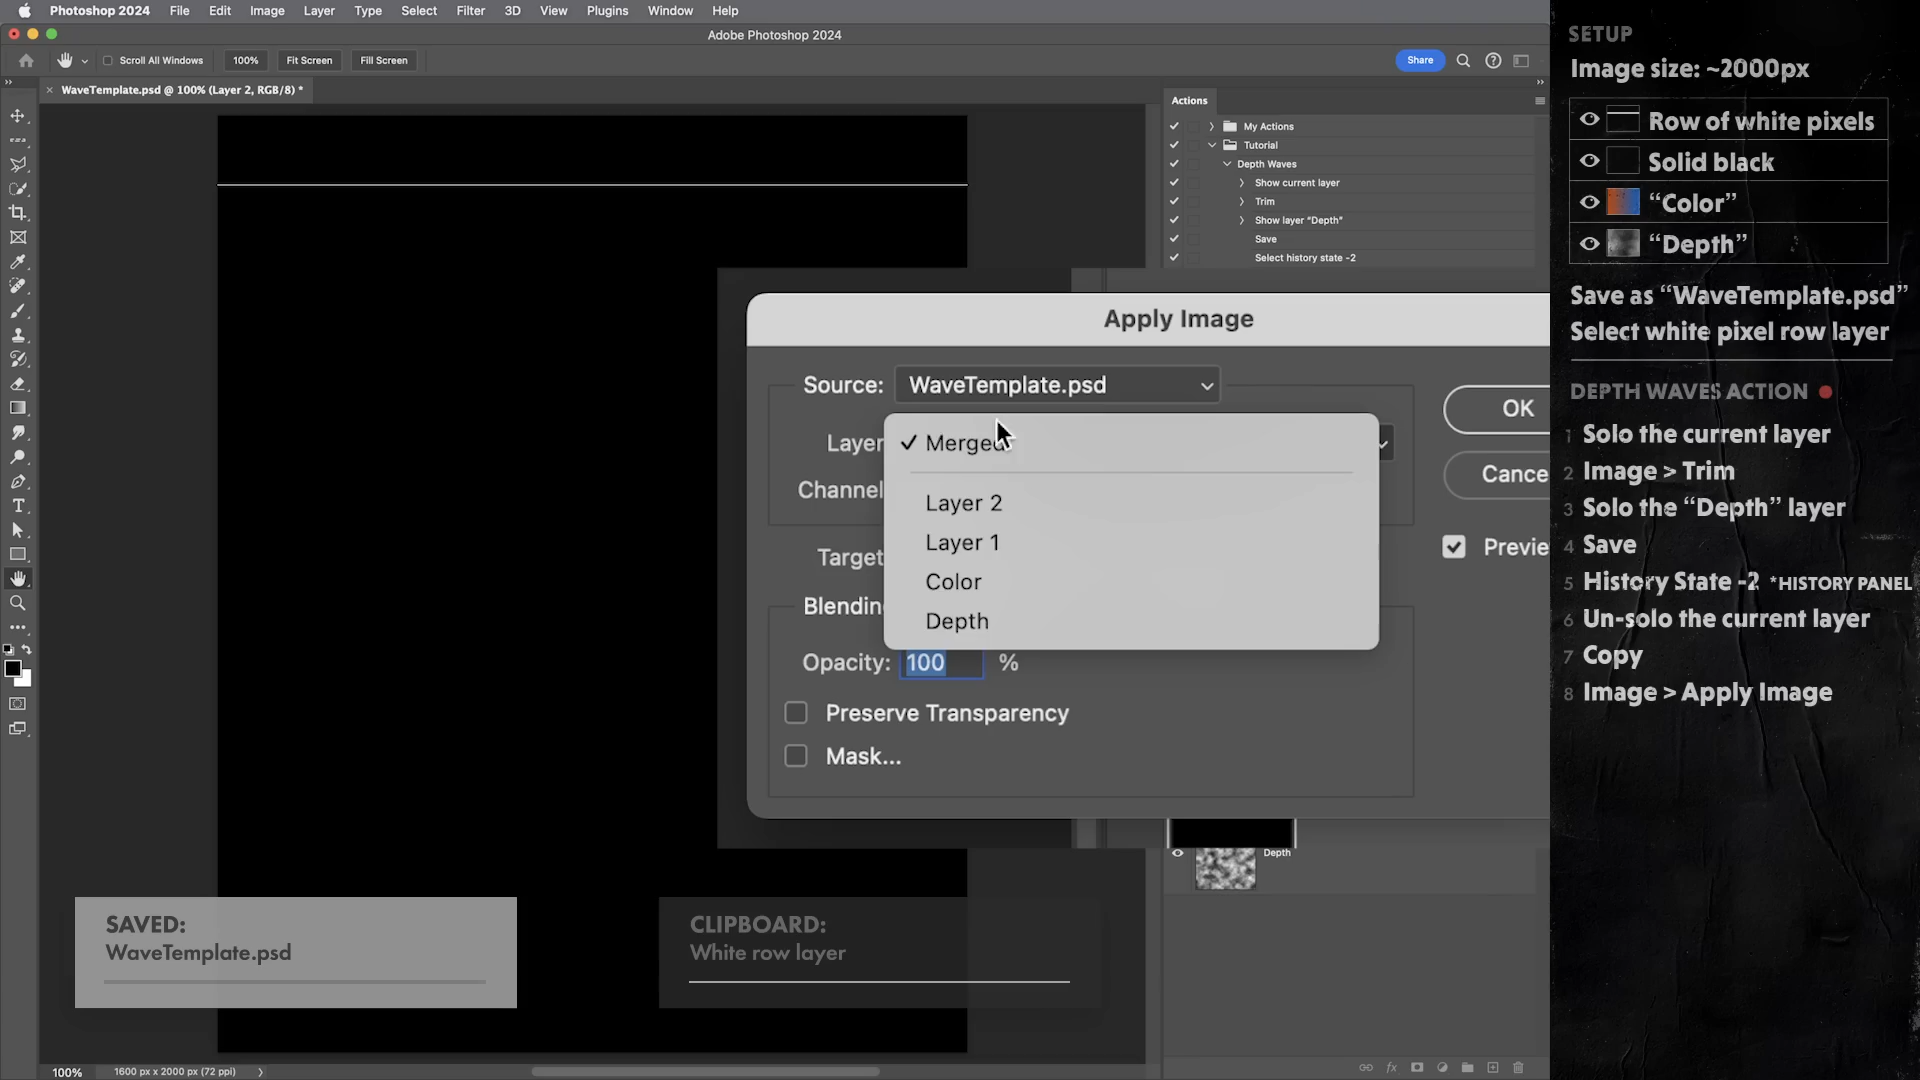 Photoshop 2024 File Edit Image Layer Type Select Filter 3D View Plugins Window Help
Adobe Photoshop 2024
Scroll All Windows 100% Fit Screen Fill Screen Share
WaveTemplate.psd @ 100% (Layer 2, RGB/8) *
Actions
My Actions
Tutorial
Depth Waves
Show current layer
Trim
Show layer "Depth"
Save
Select history state -2
Apply Image
Source: WaveTemplate.psd
OK
Layer
Merged
Cance
Channel
Layer 2
Layer 1
Previe
Target
Color
Blendin
Depth
Opacity: 100 %
Preserve Transparency
Mask...
Depth
SAVED:
WaveTemplate.psd
CLIPBOARD:
White row layer
100% 1600 px x 2000 px (72 ppi)
SETUP
Image size: ~2000px
Row of white pixels
Solid black
“Color”
“Depth”
Save as “WaveTemplate.psd”
Select white pixel row layer
DEPTH WAVES ACTION
1 Solo the current layer
2 Image > Trim
3 Solo the “Depth” layer
4 Save
5 History State -2 *HISTORY PANEL
6 Un-solo the current layer
7 Copy
8 Image > Apply Image